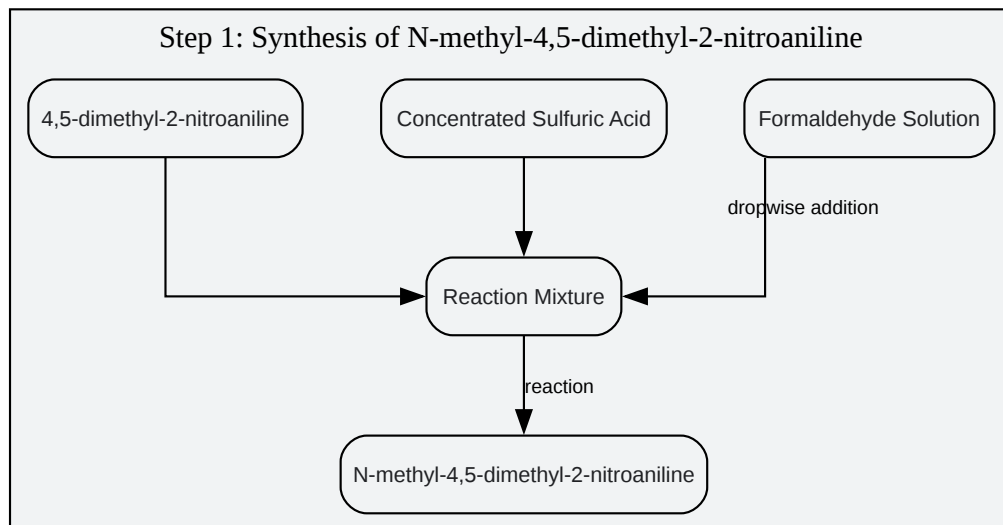 Step 1: Synthesis of N-methyl-4,5-dimethyl-2-nitroaniline
4,5-dimethyl-2-nitroaniline
Concentrated Sulfuric Acid
Formaldehyde Solution
dropwise addition
Reaction Mixture
reaction
N-methyl-4,5-dimethyl-2-nitroaniline